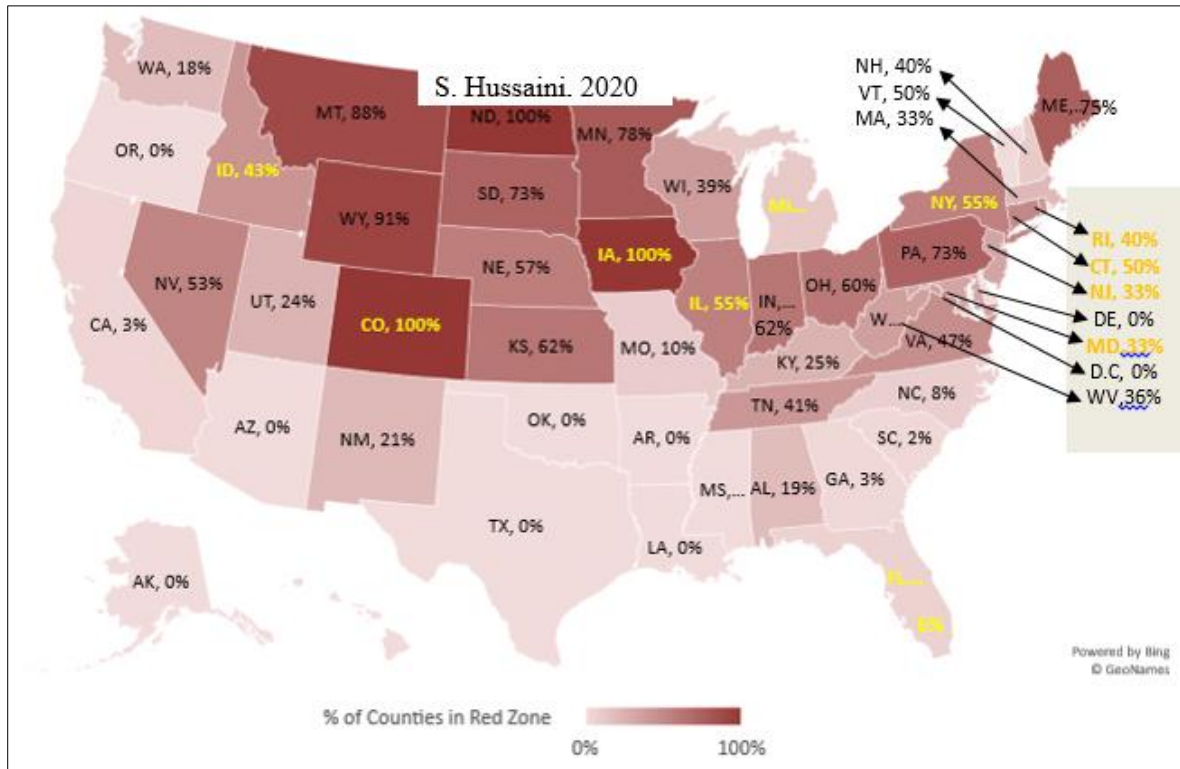 S. Hussaini. 2020
WA, 18%
MT, 88%
ND, 100%
MN, 78%
NH, 40%
VT, 50%
MA, 33%
ME,...75%
OR, 0%
ID, 43%
WY, 91%
SD, 73%
WI, 39%
NY, 55%
NV, 53%
UT, 24%
CO, 100%
NE, 57%
IA, 100%
IL, 55%
IN,...
62%
OH, 60%
PA, 73%
W...
VA, 47%
RI, 40%
CT, 50%
NJ, 33%
DE, 0%
MD,33%
D.C, 0%
WV,36%
CA, 3%
KS, 62%
MO, 10%
KY, 25%
AZ, 0%
NM, 21%
OK, 0%
AR, 0%
TN, 41%
NC, 8%
SC, 2%
MS,...
AL, 19%
GA, 3%
TX, 0%
LA, 0%
AK, 0%
FL...
Powered by Bing
© GeoNames
% of Counties in Red Zone
0%
100%